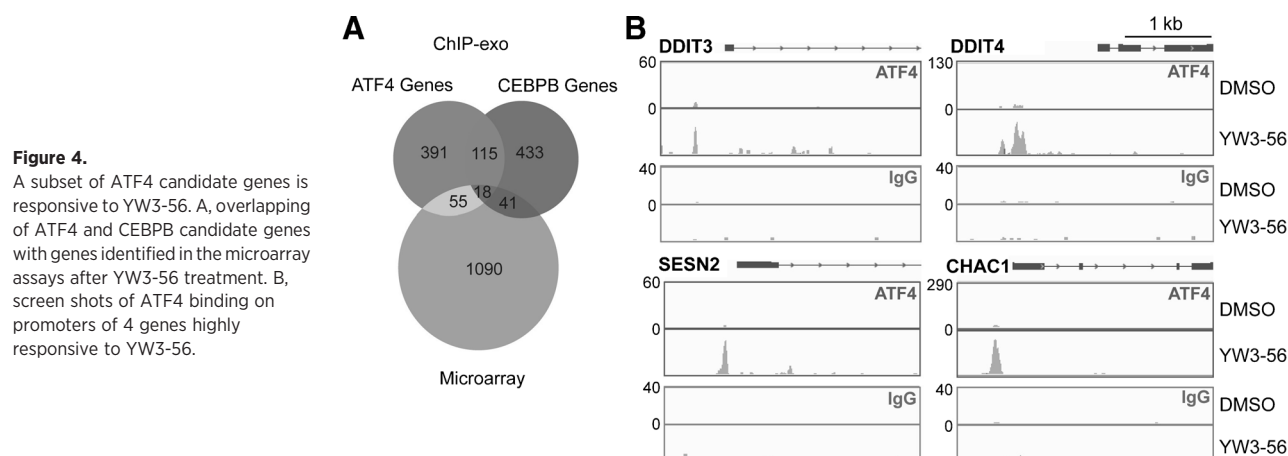 Figure 4.
A subset of ATF4 candidate genes is
responsive to YW3-56. A, overlapping
of ATF4 and CEBPB candidate genes
with genes identified in the microarray
assays after YW3-56 treatment. B,
screen shots of ATF4 binding on
promoters of 4 genes highly
responsive to YW3-56.
A
ChIP-exo
ATF4 Genes
CEBPB Genes
391
115
433
18
55
41
1090
Microarray
B
1 kb
DDIT3
60
ATF4
0
40
IgG
0
DDIT4
130
ATF4
DMSO
0
YW3-56
40
IgG
DMSO
0
YW3-56
SESN2
60
ATF4
0
40
IgG
0
CHAC1
290
ATF4
DMSO
0
YW3-56
40
IgG
DMSO
0
YW3-56